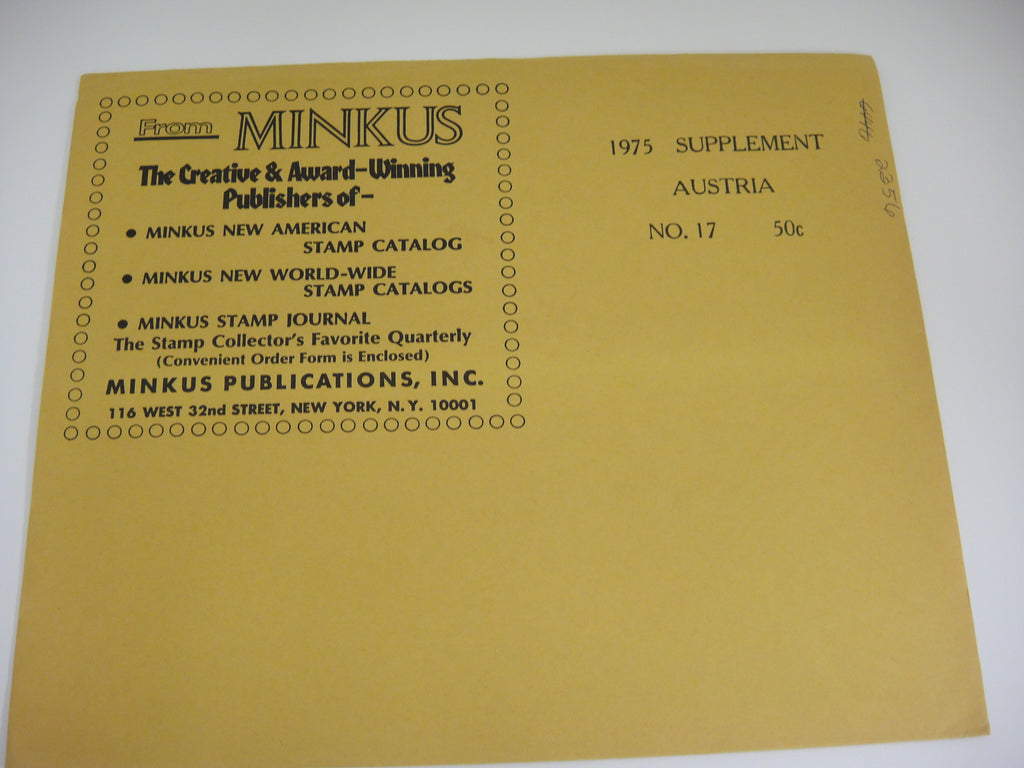 From MINKUS
The Creative & Award-Winning
Publishers of-
• MINKUS NEW AMERICAN
STAMP CATALOG
• MINKUS NEW WORLD-WIDE
STAMP CATALOGS
• MINKUS STAMP JOURNAL
The Stamp Collector's Favorite Quarterly
(Convenient Order Form is Enclosed)
MINKUS PUBLICATIONS, INC.
116 WEST 32nd STREET, NEW YORK, N.Y. 10001
1975 SUPPLEMENT
AUSTRIA
NO. 17 50c
2256